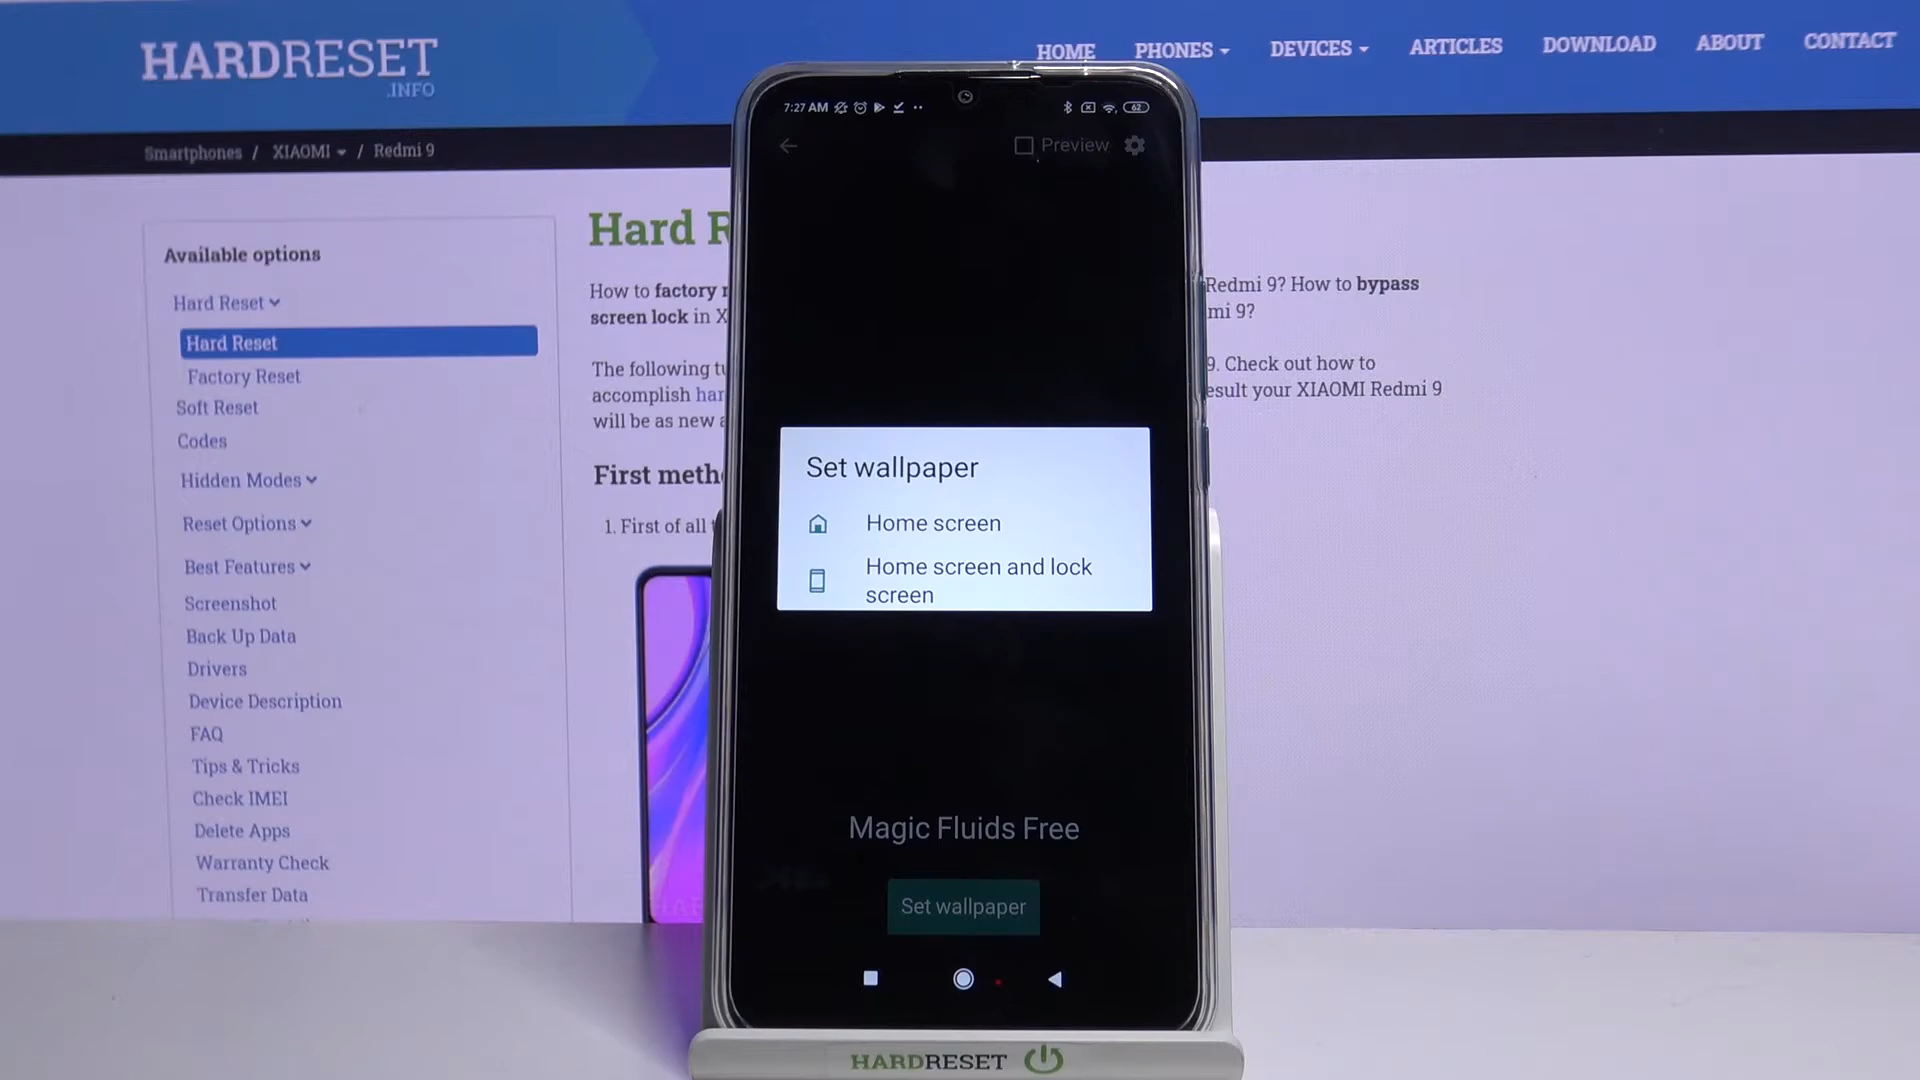 HARDRESET
.INFO
HOME PHONES DEVICES ARTICLES DOWNLOAD ABOUT CONTACT
Smartphones / XIAOMI / Redmi 9
Available options
Hard Reset
Hard Reset
Factory Reset
Soft Reset
Codes
Hidden Modes
Reset Options
Best Features
Screenshot
Back Up Data
Drivers
Device Description
FAQ
Tips & Tricks
Check IMEI
Delete Apps
Warranty Check
Transfer Data
Hard R
How to factory r
screen lock in X
Redmi 9? How to bypass
mi 9?
The following tu
accomplish har
will be as new a
9. Check out how to
esult your XIAOMI Redmi 9
First meth
1. First of all
7:27 AM
62
Preview
Set wallpaper
Home screen
Home screen and lock
screen
Magic Fluids Free
Set wallpaper
HARDRESET